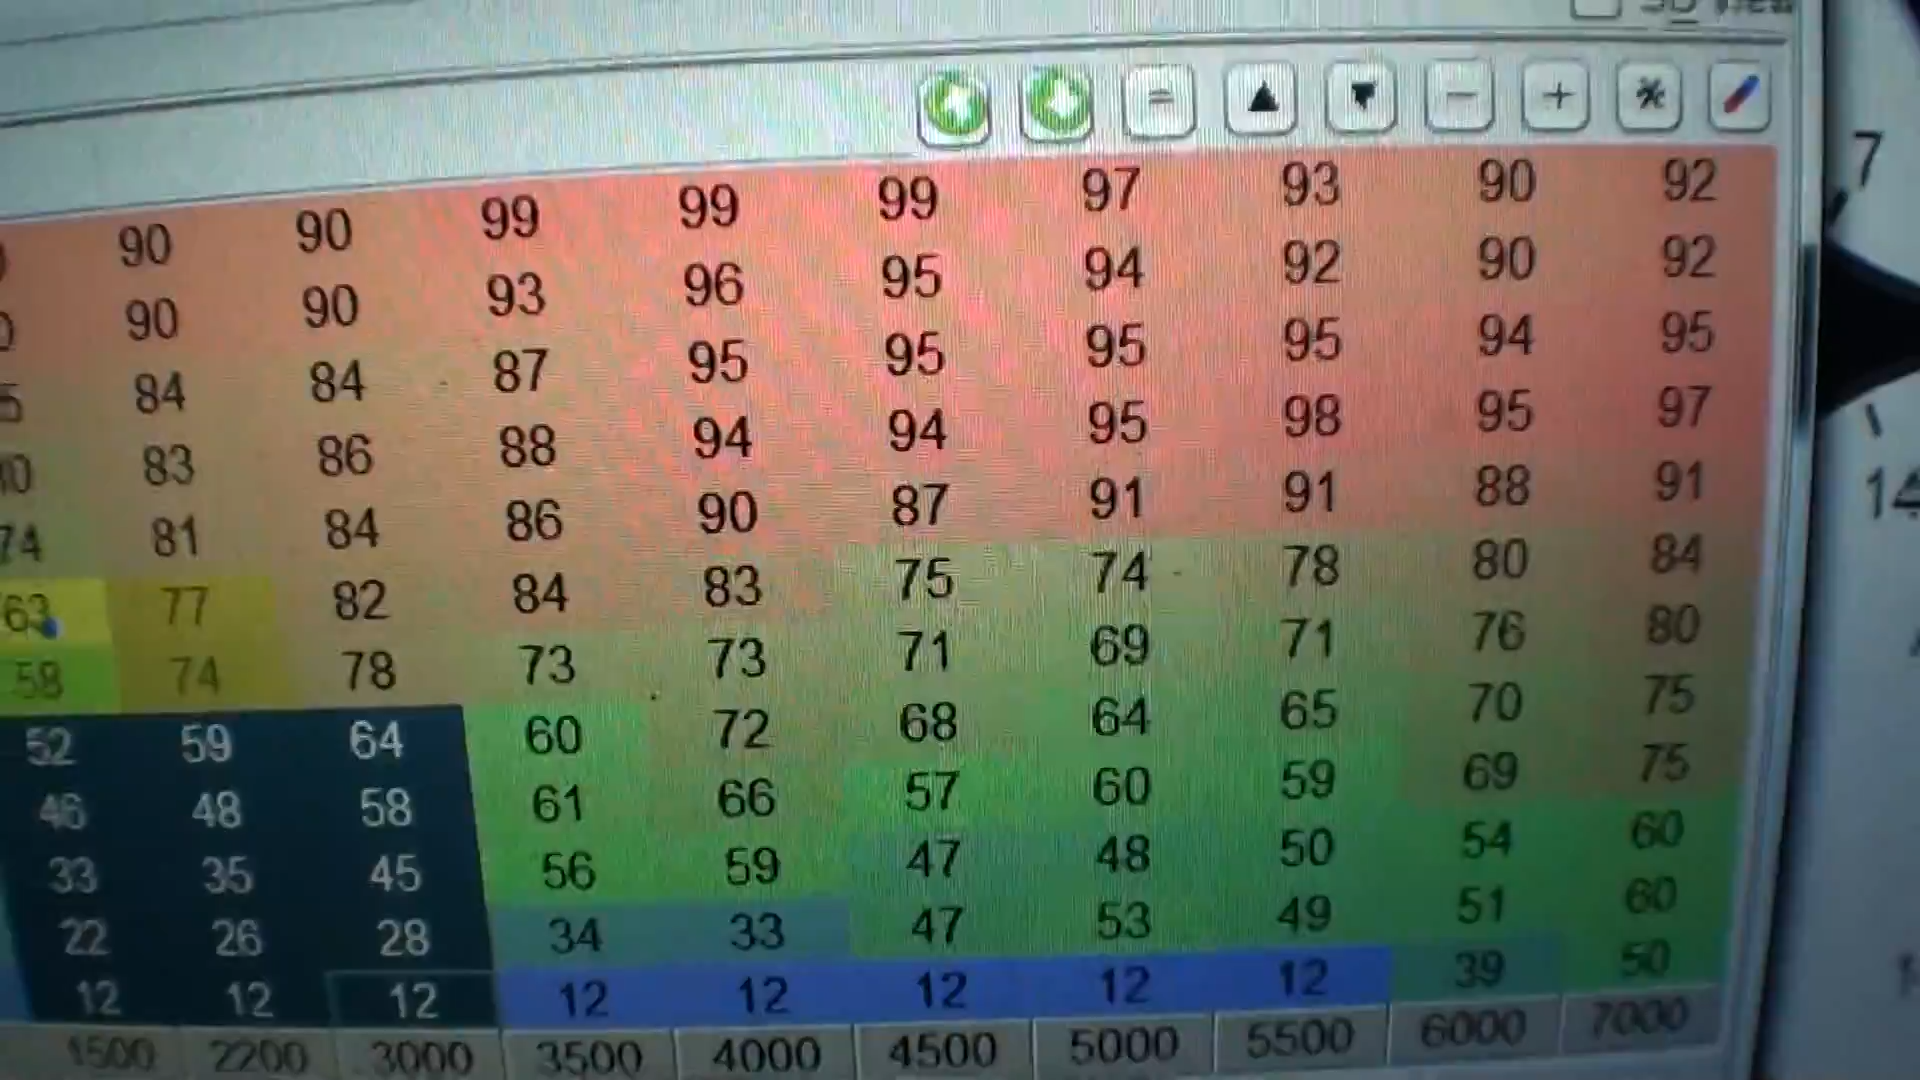 3D View
= ▲ ▼ − + *
90 90 99 99 99 97 93 90 92
90 90 93 96 95 94 92 90 92
84 84 87 95 95 95 95 94 95
83 86 88 94 94 95 98 95 97
74 81 84 86 90 87 91 91 88 91
63 77 82 84 83 75 74 78 80 84
58 74 78 73 73 71 69 71 76 80
52 59 64 60 72 68 64 65 70 75
46 48 58 61 66 57 60 59 69 75
33 35 45 56 59 47 48 50 54 60
22 26 28 34 33 47 53 49 51 60
12 12 12 12 12 12 12 12 39 50
1500 2200 3000 3500 4000 4500 5000 5500 6000 7000
7
14